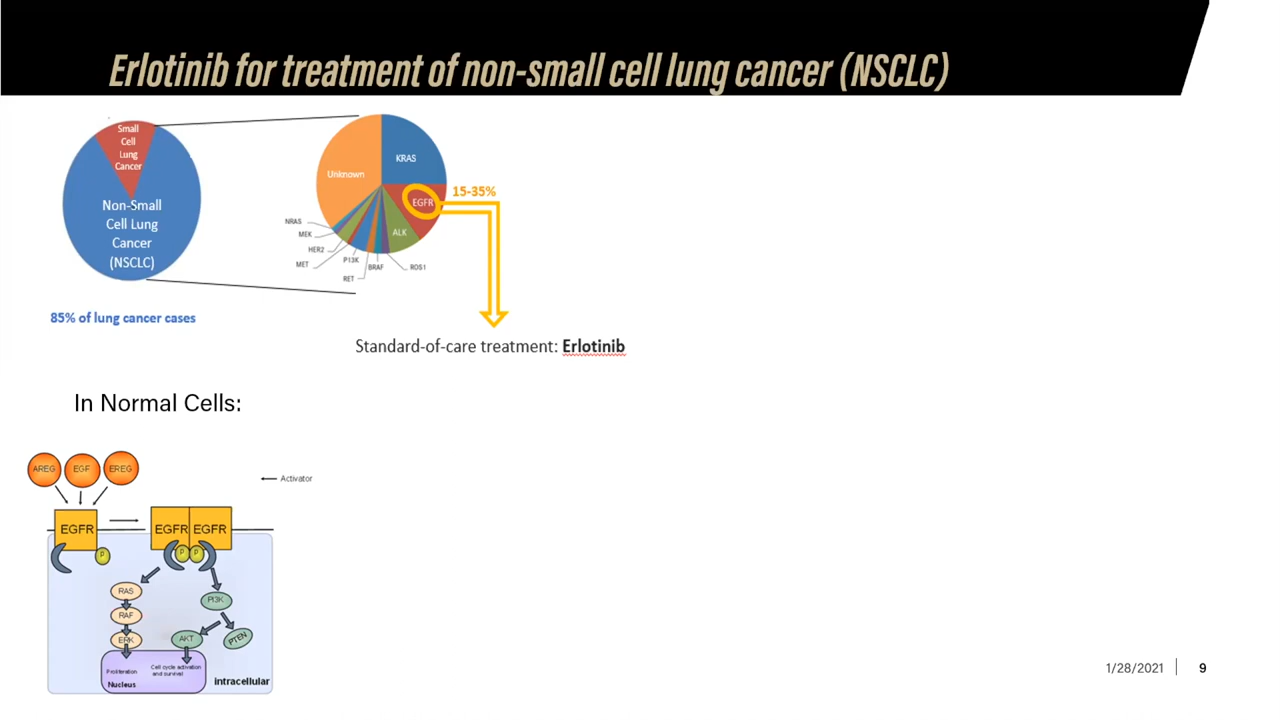 Erlotinib for treatment of non-small cell lung cancer (NSCLC)
Small
Cell
Lung
Cancer
Non-Small
Cell Lung
Cancer
(NSCLC)
85% of lung cancer cases
Unknown
KRAS
EGFR
15-35%
ALK
NRAS
MEK
HER2
MET
P13K
RET
BRAF
ROS1
Standard-of-care treatment: Erlotinib
In Normal Cells:
AREG
EGF
EREG
Activator
EGFR
EGFR
EGFR
P
P
P
RAS
PI3K
RAF
ERK
AKT
PTEN
Proliferation
Cell cycle activation
and survival
Nucleus
intracellular
1/28/2021
9